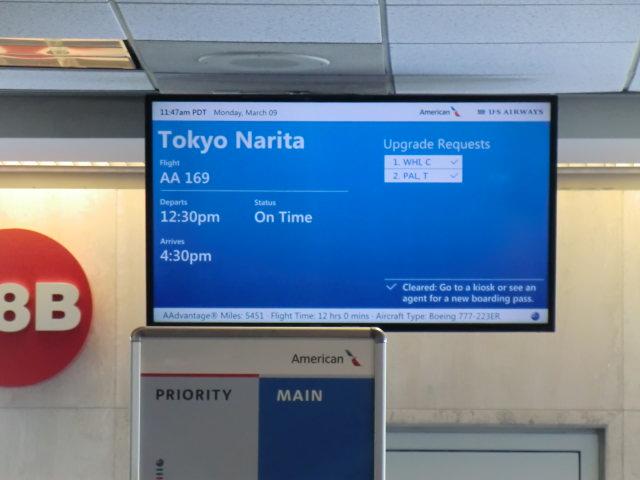 11:47am PDT Monday, March 09
American
US AIRWAYS
Tokyo Narita
Flight
AA 169
Departs
12:30pm
Status
On Time
Arrives
4:30pm
Upgrade Requests
1. WHI, C ✓
2. PAL, T ✓
✓ Cleared: Go to a kiosk or see an
agent for a new boarding pass.
AAdvantage® Miles: 5451 · Flight Time: 12 hrs 0 mins · Aircraft Type: Boeing 777-223ER
8B
American
PRIORITY
MAIN